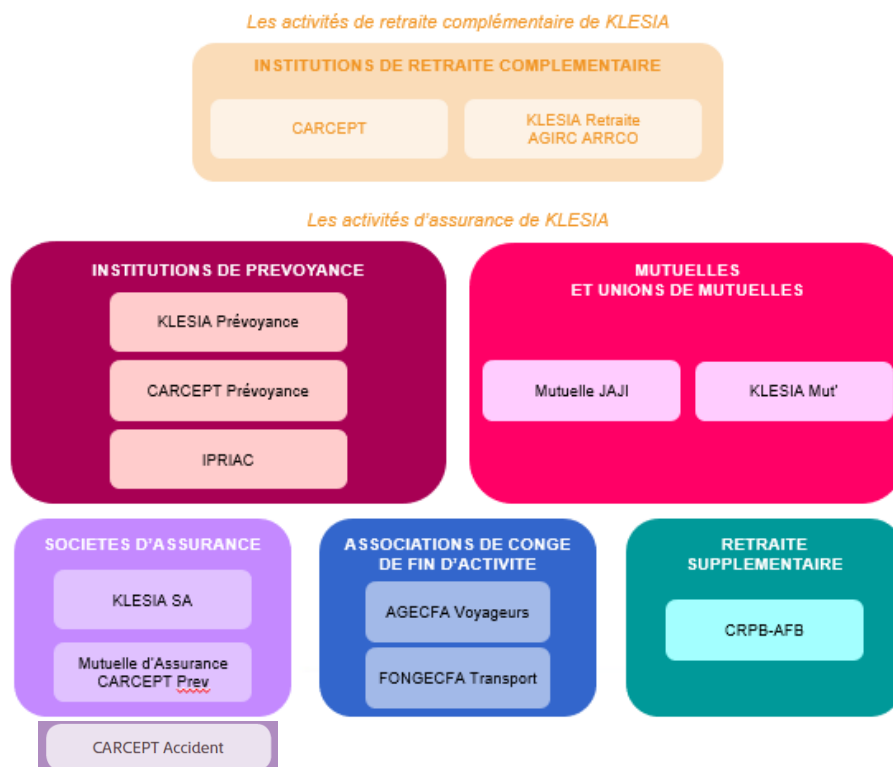 Les activités de retraite complémentaire de KLESIA
INSTITUTIONS DE RETRAITE COMPLEMENTAIRE
CARCEPT
KLESIA Retraite
AGIRC ARRCO
Les activités d'assurance de KLESIA
INSTITUTIONS DE PREVOYANCE
KLESIA Prévoyance
CARCEPT Prévoyance
IPRIAC
MUTUELLES
ET UNIONS DE MUTUELLES
Mutuelle JAJI
KLESIA Mut'
SOCIETES D'ASSURANCE
KLESIA SA
Mutuelle d'Assurance
CARCEPT Prev
CARCEPT Accident
ASSOCIATIONS DE CONGE
DE FIN D'ACTIVITE
AGECFA Voyageurs
FONGECFA Transport
RETRAITE
SUPPLEMENTAIRE
CRPB-AFB